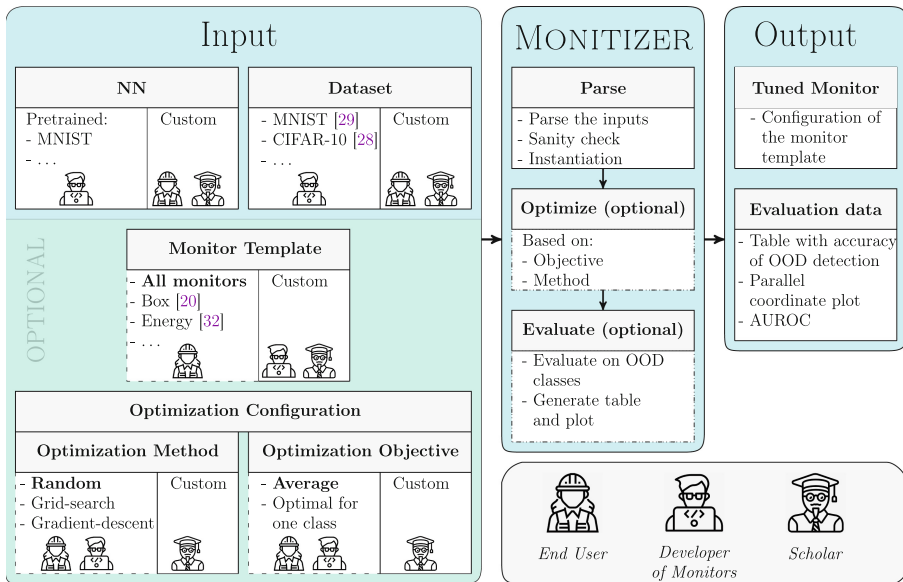 Input
NN
Pretrained:
- MNIST
- . . .
Custom
Dataset
- MNIST [29]
- CIFAR-10 [28]
- . . .
Custom
OPTIONAL
Monitor Template
- All monitors
- Box [20]
- Energy [32]
- . . .
Custom
Optimization Configuration
Optimization Method
- Random
- Grid-search
- Gradient-descent
Custom
Optimization Objective
- Average
- Optimal for
one class
Custom
MONITIZER
Parse
- Parse the inputs
- Sanity check
- Instantiation
Optimize (optional)
Based on:
- Objective
- Method
Evaluate (optional)
- Evaluate on OOD
classes
- Generate table
and plot
Output
Tuned Monitor
- Configuration of
the monitor
template
Evaluation data
- Table with accuracy
of OOD detection
- Parallel
coordinate plot
- AUROC
End User
Developer
of Monitors
Scholar